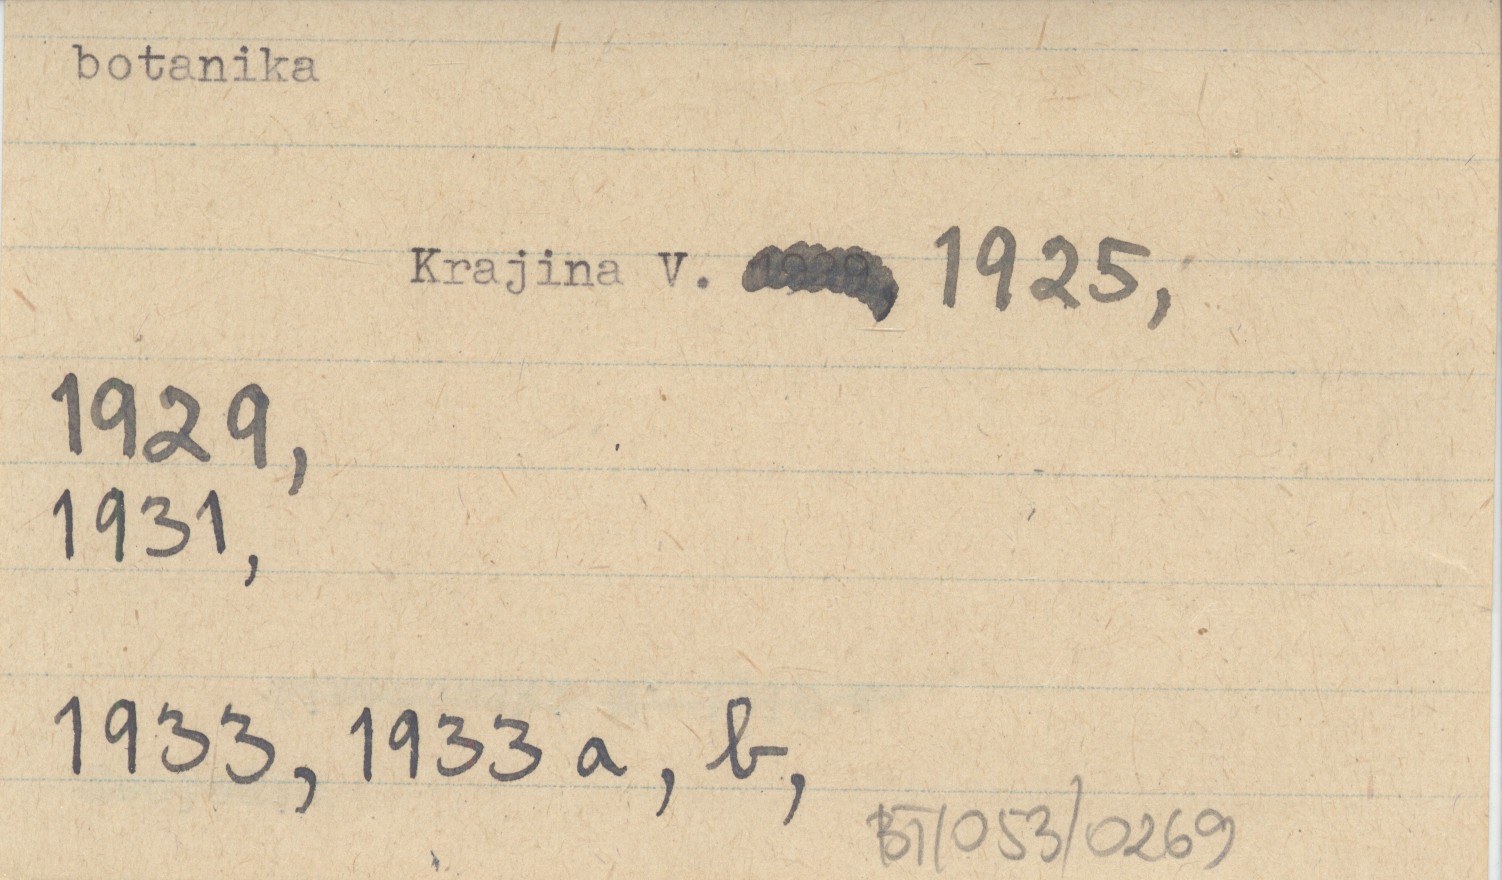 botanika
Krajina V. 1925,
1929,
1931,
1933, 1933 a, b,
BT/053/0269